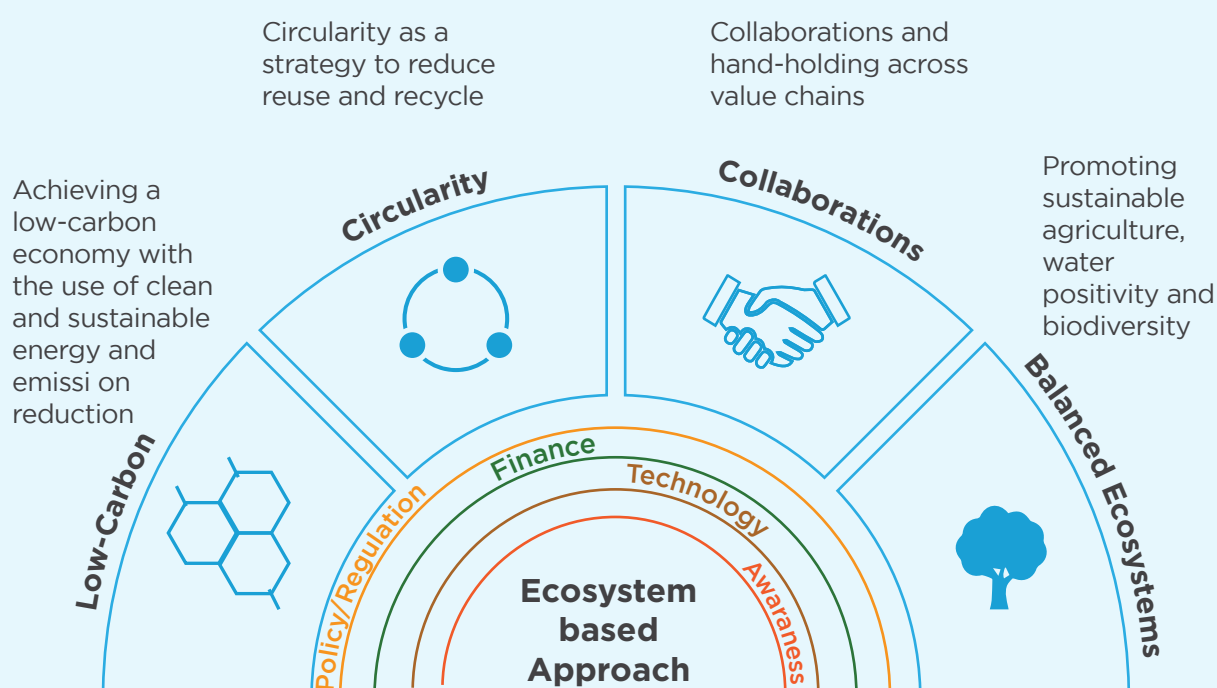 Circularity as a
strategy to reduce
reuse and recycle
Collaborations and
hand-holding across
value chains
Achieving a
low-carbon
economy with
the use of clean
and sustainable
energy and
emissi on
reduction
Promoting
sustainable
agriculture,
water
positivity and
biodiversity
Low-Carbon
Circularity
Collaborations
Balanced Ecosystems
Policy/Regulation
Finance
Technology
Awaraness
Ecosystem
based
Approach